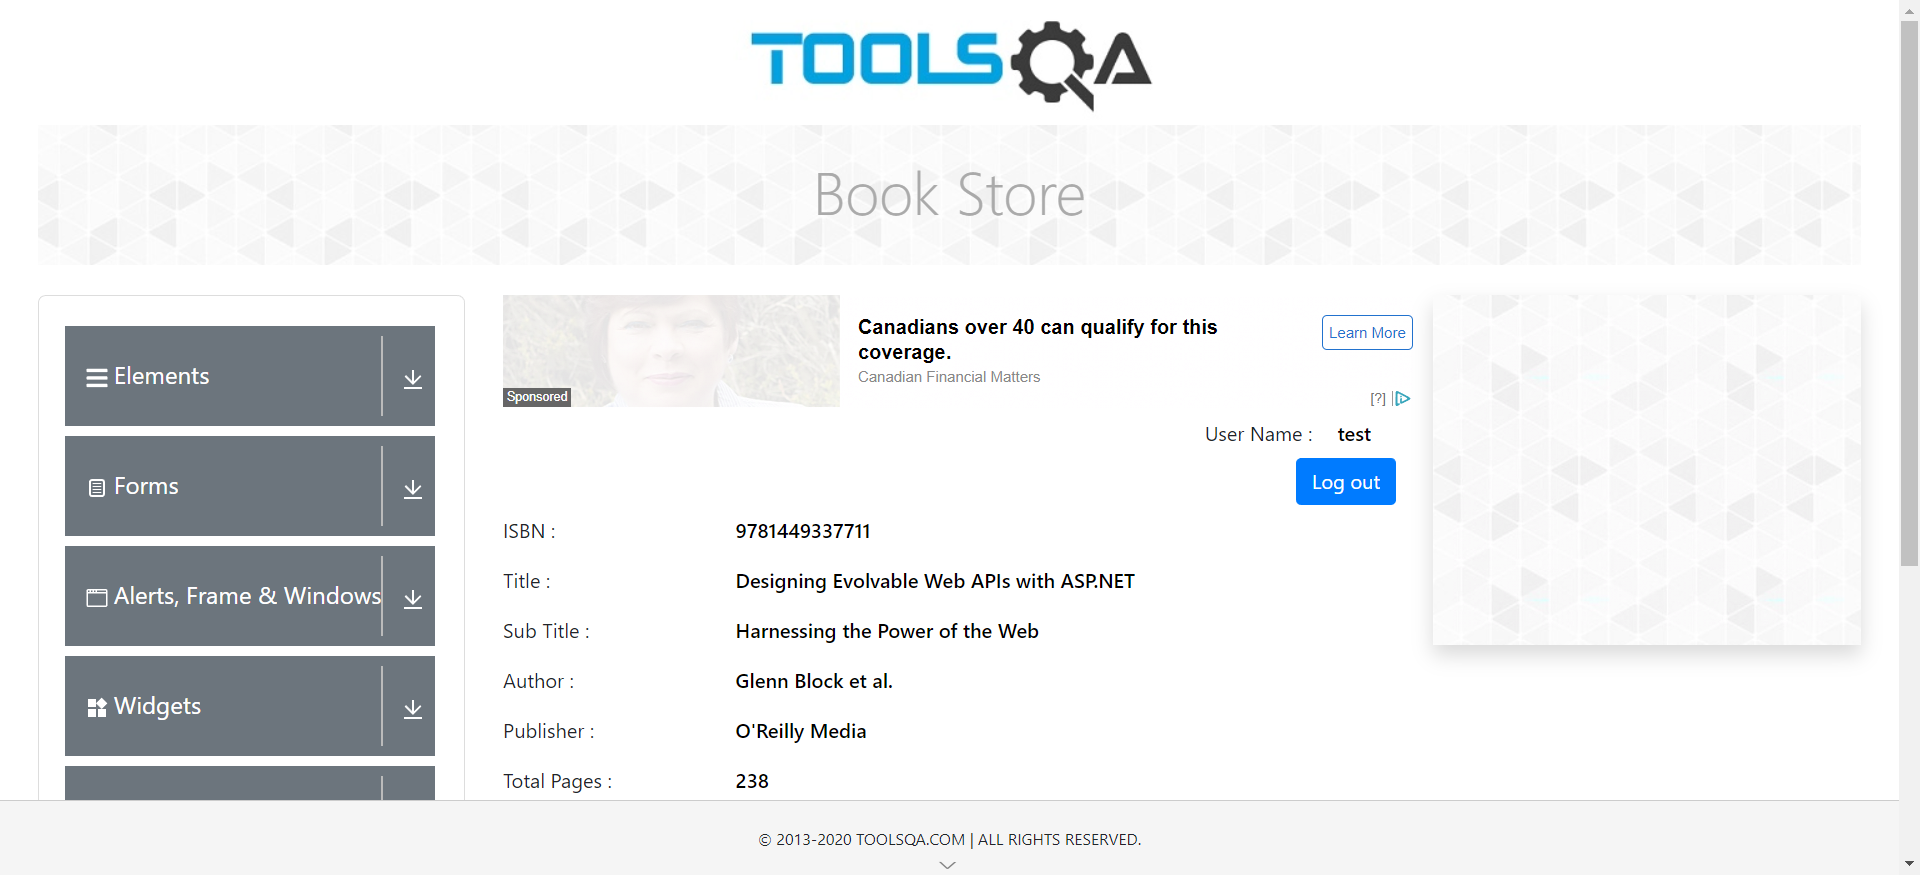 TOOLSQA
Book Store
Elements
Forms
Alerts, Frame & Windows
Widgets
Sponsored
Canadians over 40 can qualify for this
coverage.
Canadian Financial Matters
Learn More
[?]
User Name : test
Log out
ISBN : 9781449337711
Title : Designing Evolvable Web APIs with ASP.NET
Sub Title : Harnessing the Power of the Web
Author : Glenn Block et al.
Publisher : O'Reilly Media
Total Pages : 238
© 2013-2020 TOOLSQA.COM | ALL RIGHTS RESERVED.